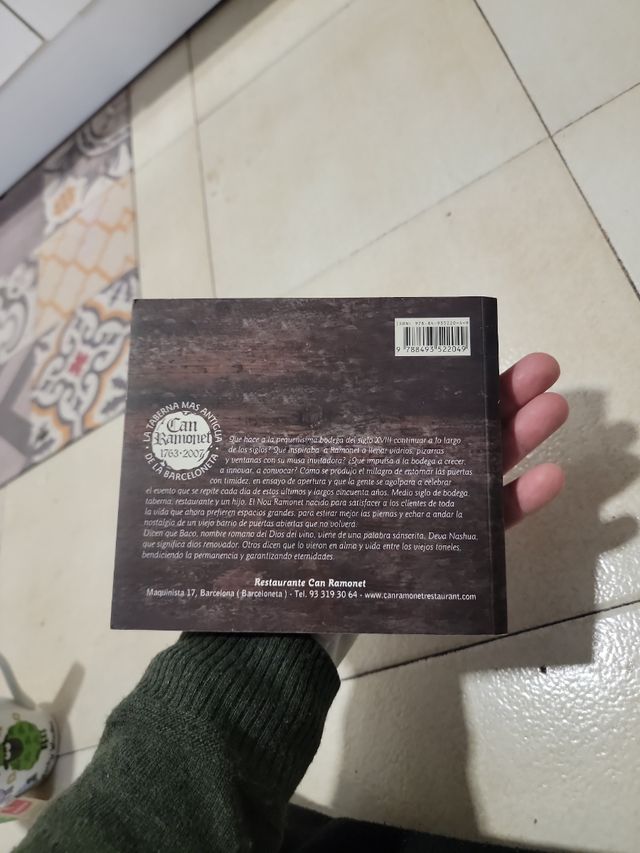 ISBN: 978-84-935220-4-9
9 788493 522049
LA TABERNA MAS ANTIGUA
Can
Ramonet
1763·2007
DE LA BARCELONETA
Que hace a la pequeñísima bodega del siglo XVIII continuar a lo largo
de los siglos? Que inspiraba a Ramonet a llenar vidrios, pizarras
y ventanas con su musa invitadora? ¿Que impulsa a la bodega a crecer,
a innovar, a convocar? Cómo se produjo el milagro de entornar las puertas
con timidez, en ensayo de apertura y que la gente se agolpara a celebrar
el evento que se repite cada día de estos últimos y largos cincuenta años. Medio siglo de bodega,
taberna, restaurante y un hijo. El Nou Ramonet nacido para satisfacer a los clientes de toda
la vida que ahora prefieren espacios grandes, para estirar mejor las piernas y echar a andar la
nostalgia de un viejo barrio de puertas abiertas que no volverá.
Dicen que Baco, nombre romano del Dios del vino, viene de una palabra sánscrita, Deva Nashua,
que significa dios renovador. Otros dicen que lo vieron en alma y vida entre los viejos toneles,
bendiciendo la permanencia y garantizando eternidades.
Restaurante Can Ramonet
Maquinista 17, Barcelona ( Barceloneta ) - Tel. 93 319 30 64 - www.canramonetrestaurant.com